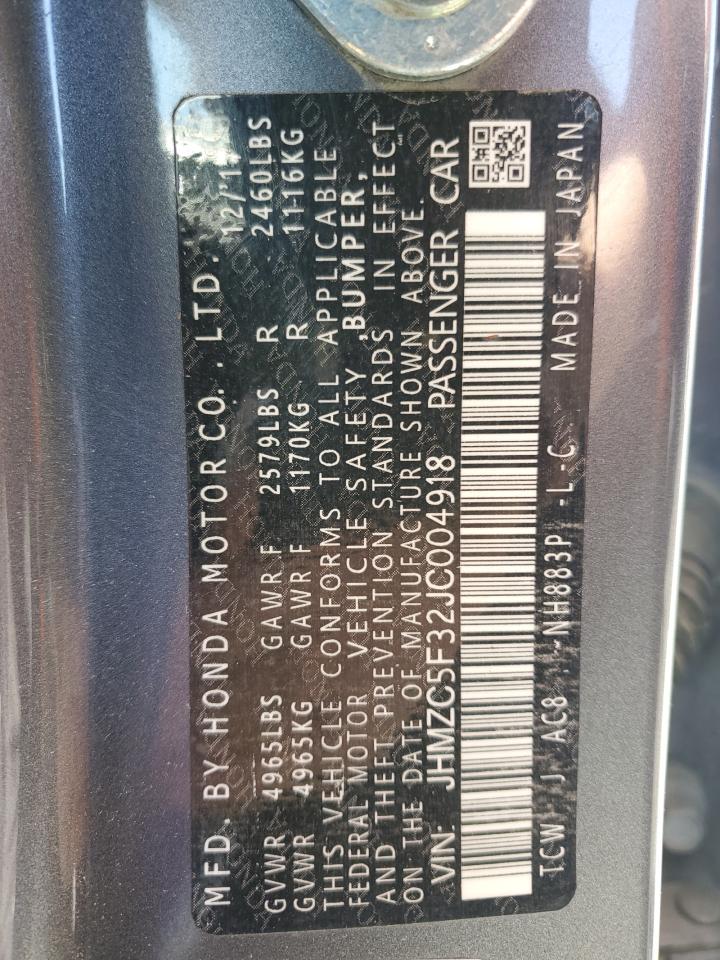 MFD. BY HONDA MOTOR CO., LTD. 12/1
GVWR 4965LBS GAWR F 2579LBS R 2460LBS
GVWR 4965KG GAWR F 1170KG R 1116KG
THIS VEHICLE CONFORMS TO ALL APPLICABLE
FEDERAL MOTOR VEHICLE SAFETY, BUMPER,
AND THEFT PREVENTION STANDARDS IN EFFECT
ON THE DATE OF MANUFACTURE SHOWN ABOVE.
VIN: JHMZC5F32JC004918 PASSENGER CAR
TCW J AC8 -NH883P -L-C MADE IN JAPAN